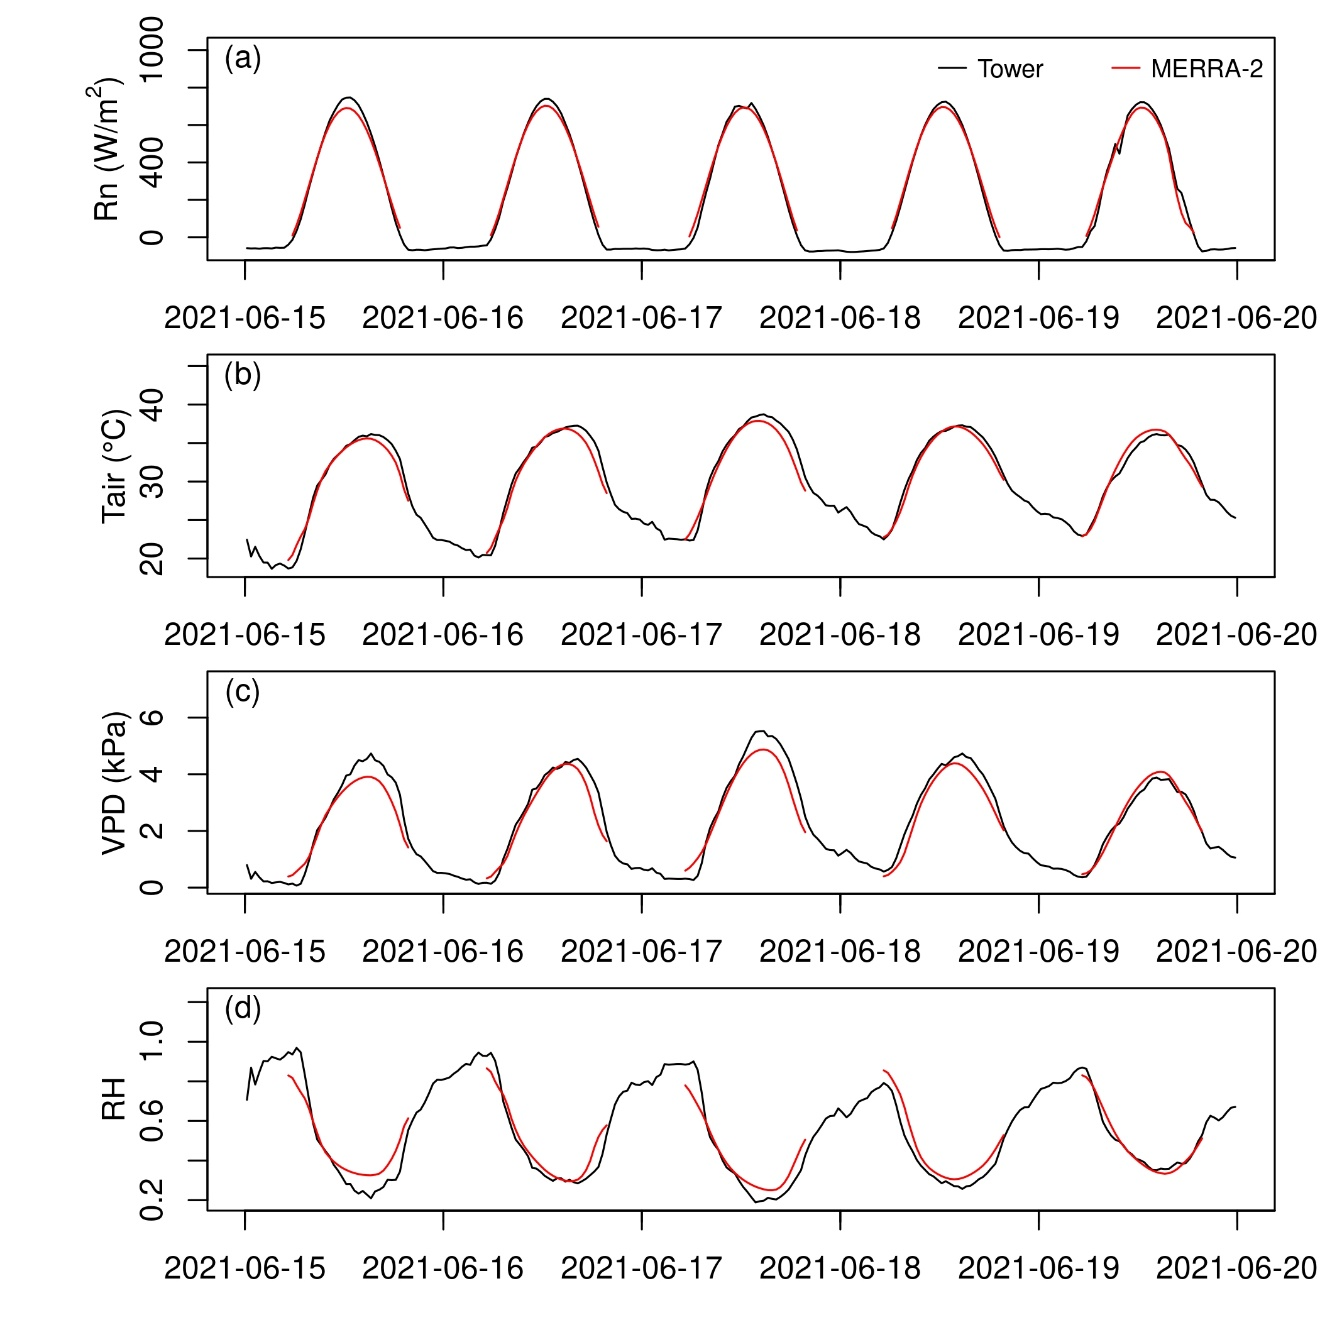 (a)
Tower MERRA-2
Rn (W/m²)
1000
400
0
2021-06-15 2021-06-16 2021-06-17 2021-06-18 2021-06-19 2021-06-20
(b)
Tair (°C)
40
30
20
2021-06-15 2021-06-16 2021-06-17 2021-06-18 2021-06-19 2021-06-20
(c)
VPD (kPa)
6
4
2
0
2021-06-15 2021-06-16 2021-06-17 2021-06-18 2021-06-19 2021-06-20
(d)
RH
1.0
0.6
0.2
2021-06-15 2021-06-16 2021-06-17 2021-06-18 2021-06-19 2021-06-20